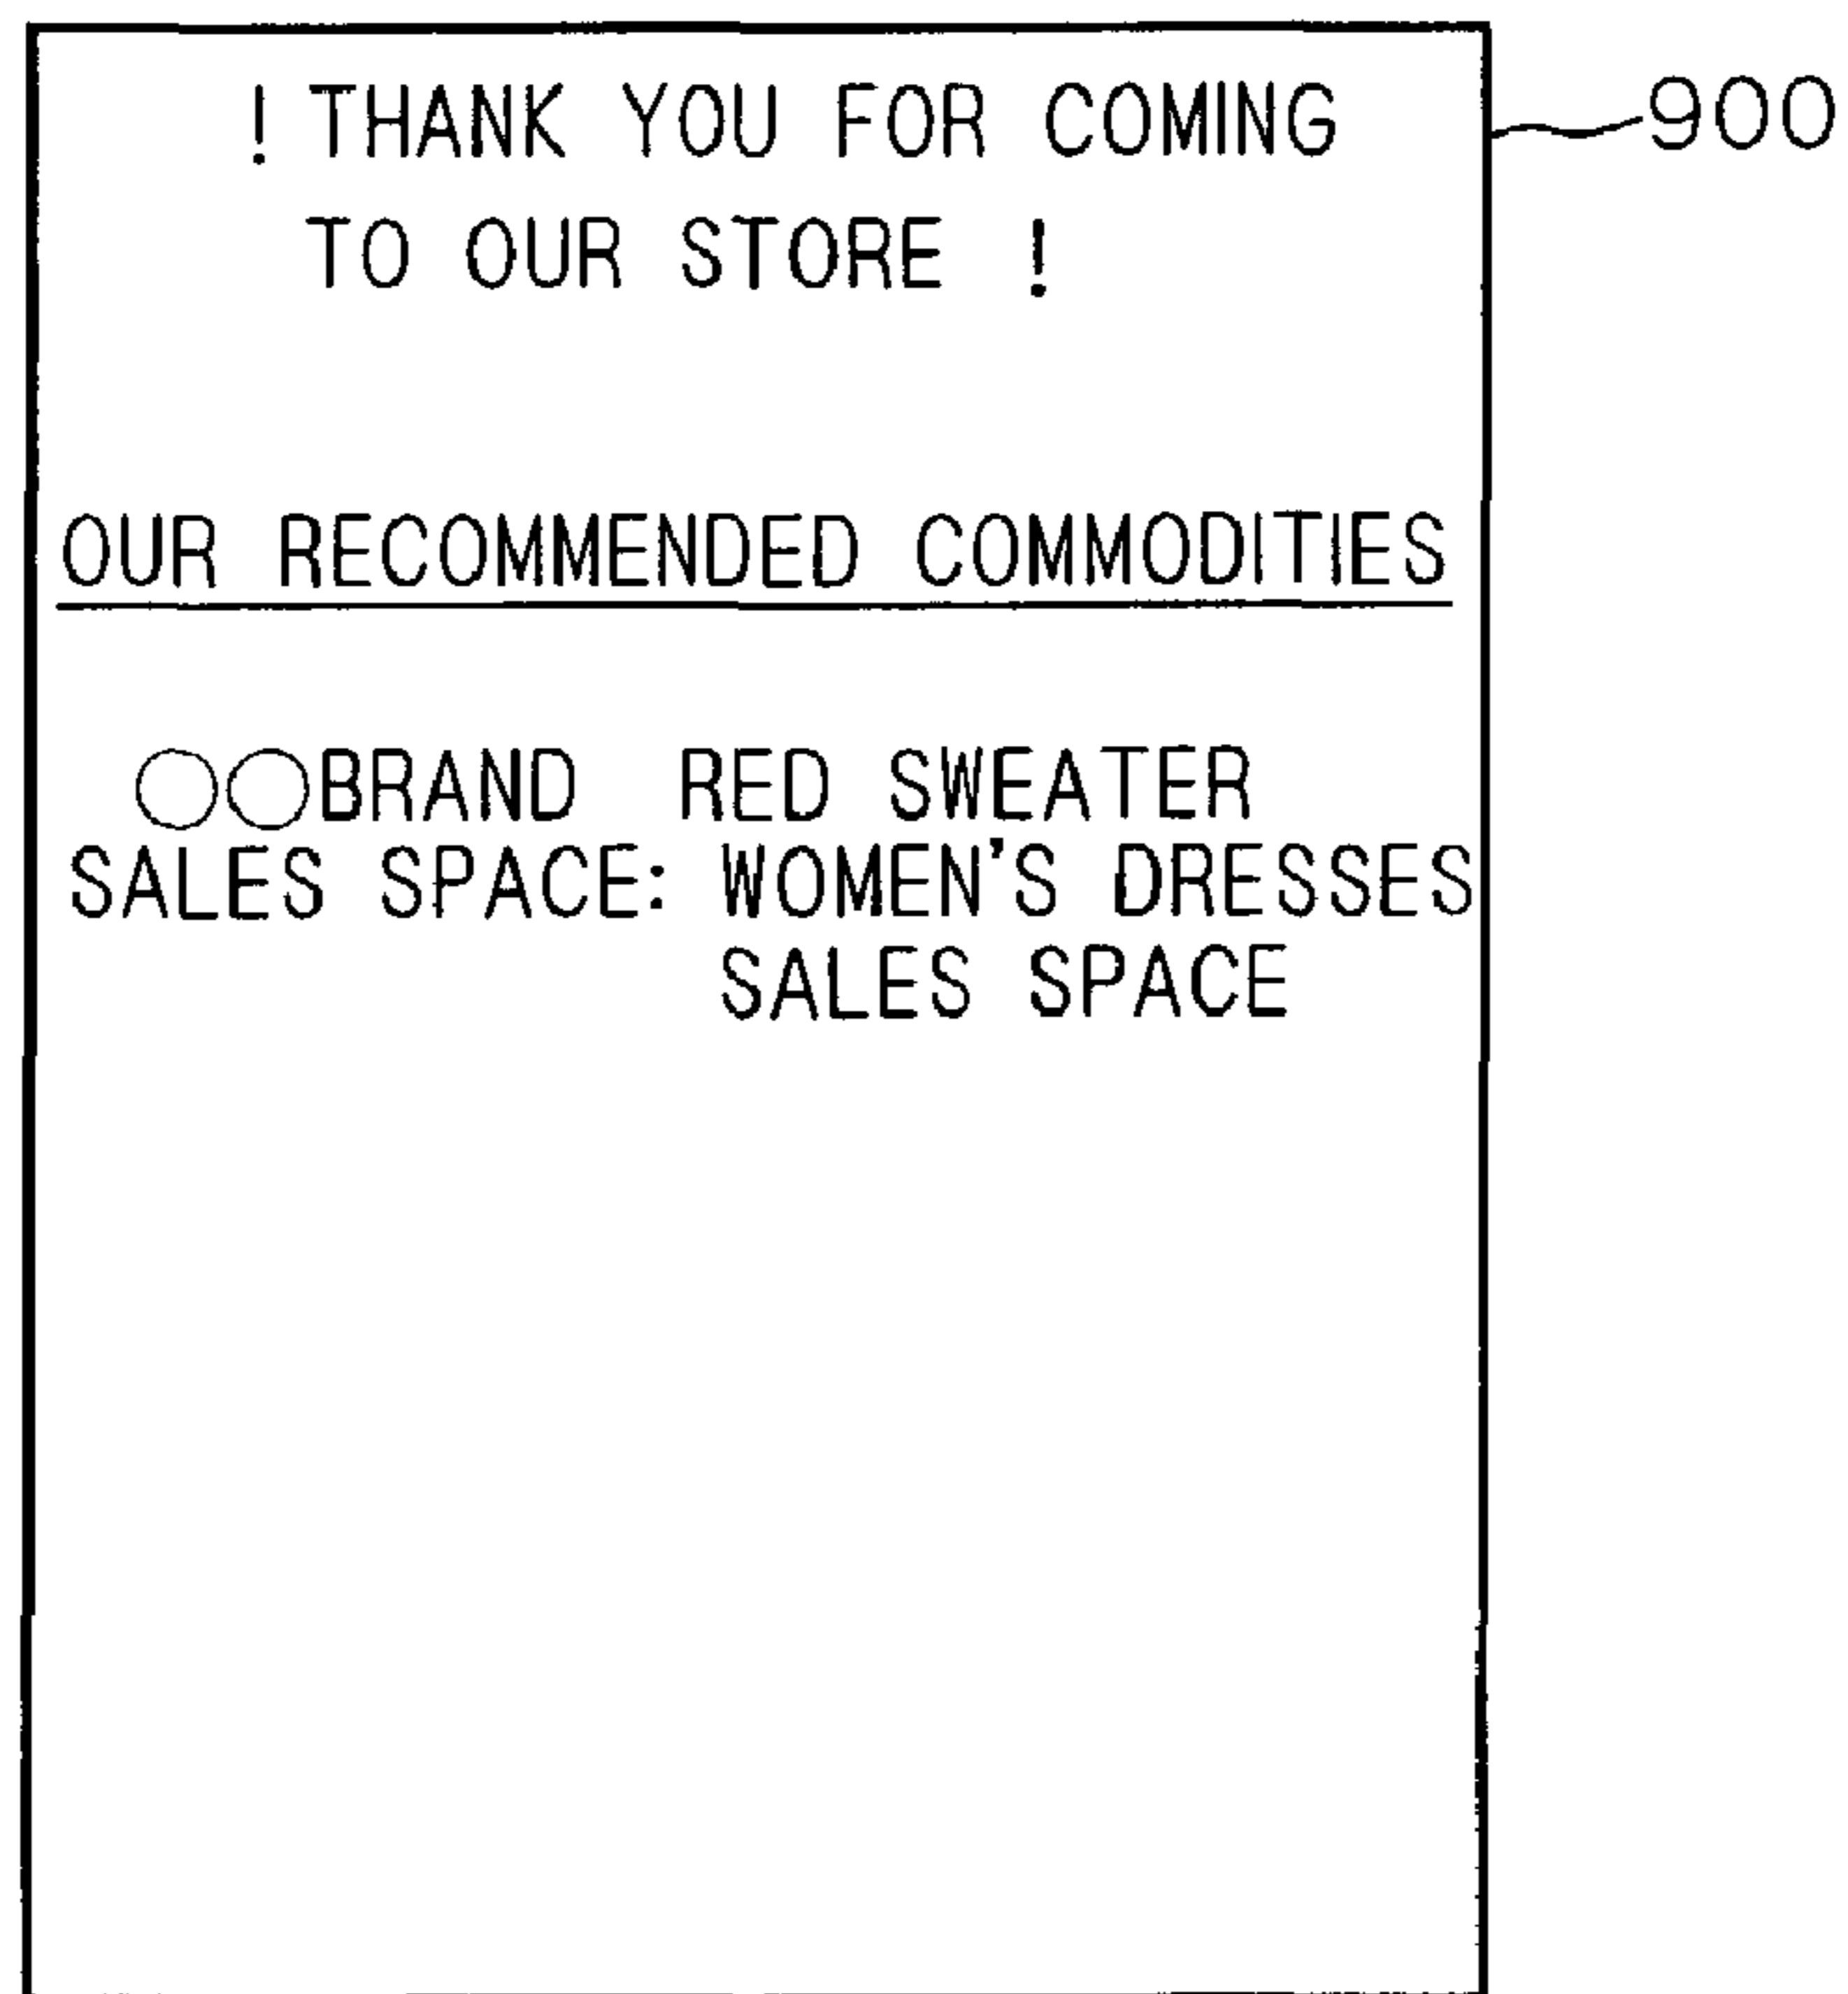 ! THANK YOU FOR COMING
TO OUR STORE !
900
OUR RECOMMENDED COMMODITIES
○○BRAND RED SWEATER
SALES SPACE: WOMEN'S DRESSES
SALES SPACE